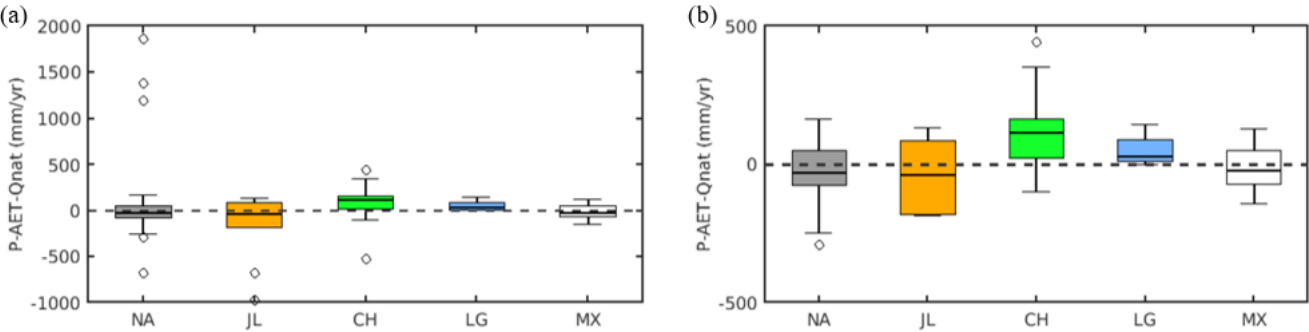 (a)
P-AET-Qnat (mm/yr)
2000
1500
1000
500
0
-500
-1000
NA JL CH LG MX
(b)
P-AET-Qnat (mm/yr)
500
0
-500
NA JL CH LG MX